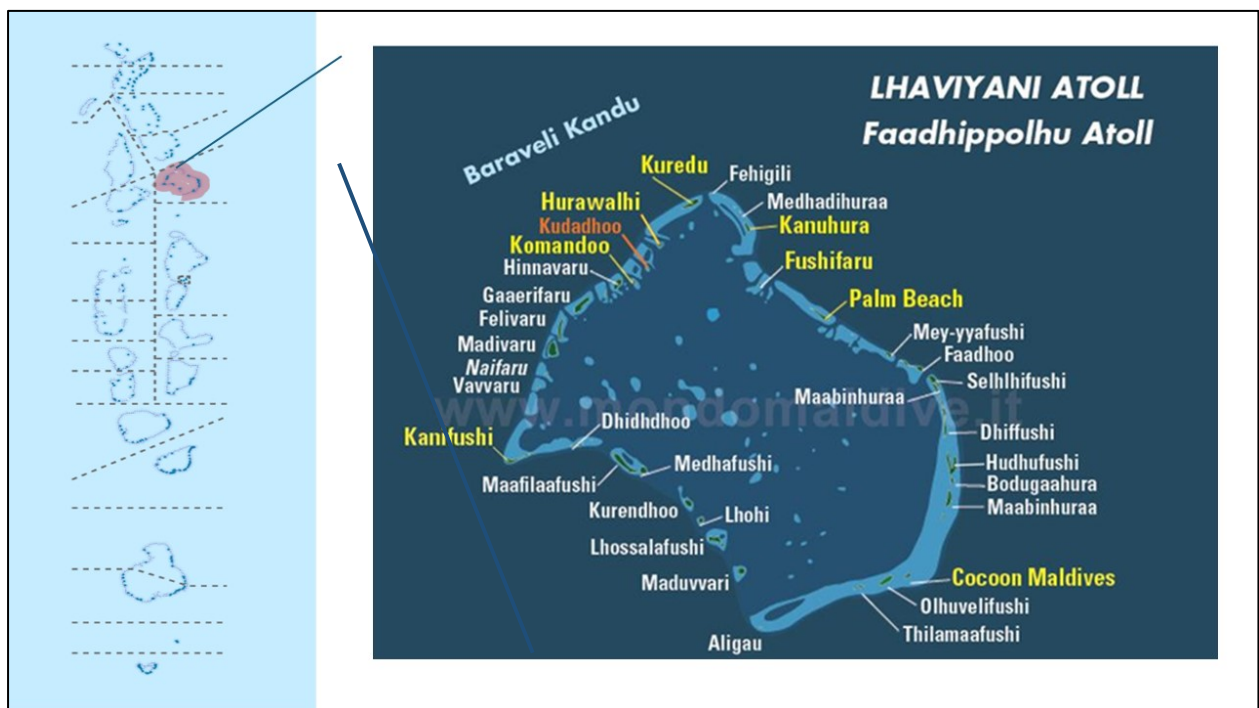 LHAVIYANI ATOLL
Faadhippolhu Atoll
Baraveli Kandu
Kuredu
Fehigili
Medhadihuraa
Hurawalhi
Kanuhura
Kudadhoo
Komandoo
Fushifaru
Hinnavaru
Gaaerifaru
Palm Beach
Felivaru
Mey-yyafushi
Madivaru
Faadhoo
Naifaru
Selhlhifushi
Vavvaru
Maabinhuraa
www.mondomaldive.it
Dhidhdhoo
Kanifushi
Dhiffushi
Medhafushi
Hudhufushi
Maafilaafushi
Bodugaahura
Kurendhoo
Maabinhuraa
Lhohi
Lhossalafushi
Maduvvari
Cocoon Maldives
Olhuvelifushi
Thilamaafushi
Aligau